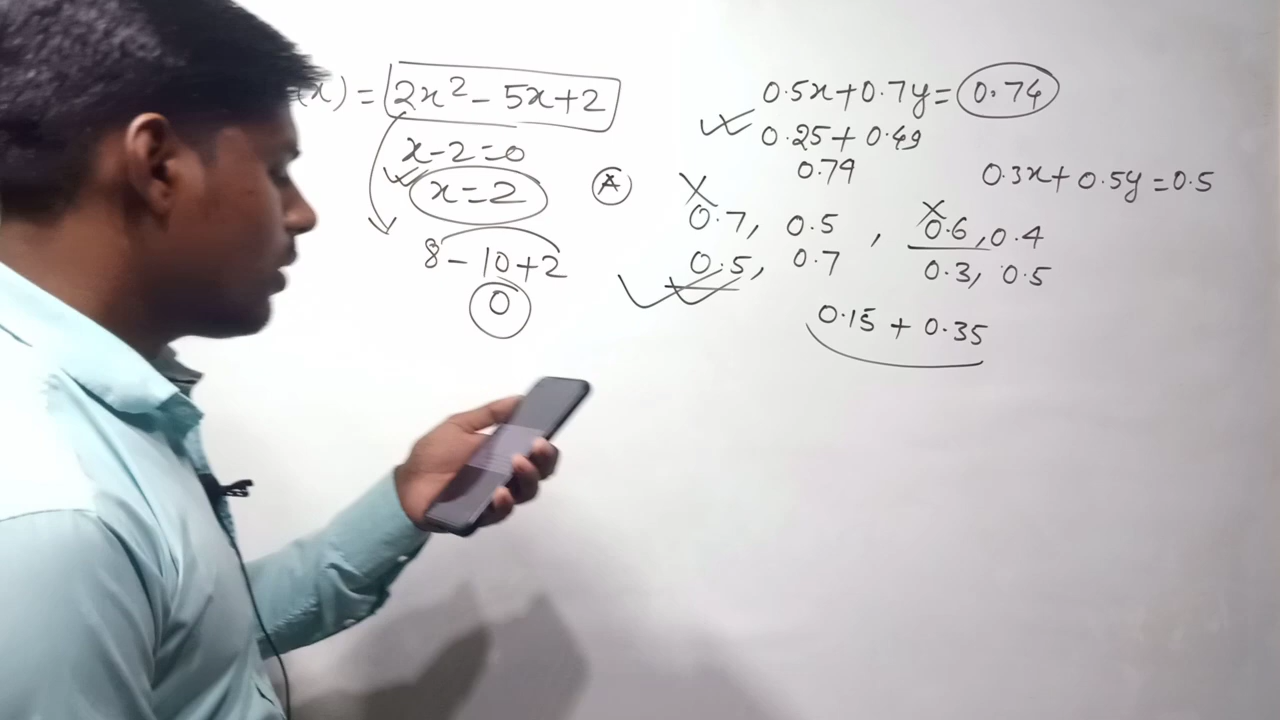 x) = 2x² - 5x+2
x-2=0
x=2
8 - 10+2
0
A
0.5x+0.7y= 0.74
0.25 + 0.49
0.74
0.3x+0.5y=0.5
0.7, 0.5 , 0.6, 0.4
0.5, 0.7 0.3, 0.5
0.15 + 0.35